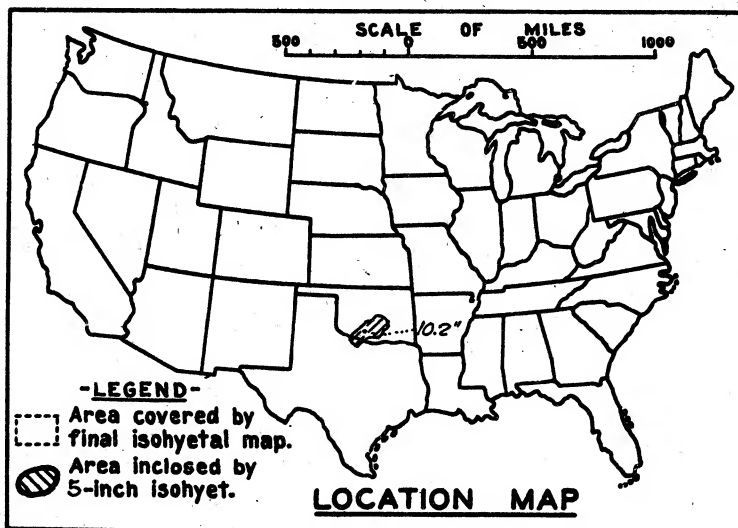 SCALE OF MILES
500 0 500 1000
10.2"
-LEGEND-
Area covered by
final isohyetal map.
Area inclosed by
5-inch isohyet.
LOCATION MAP